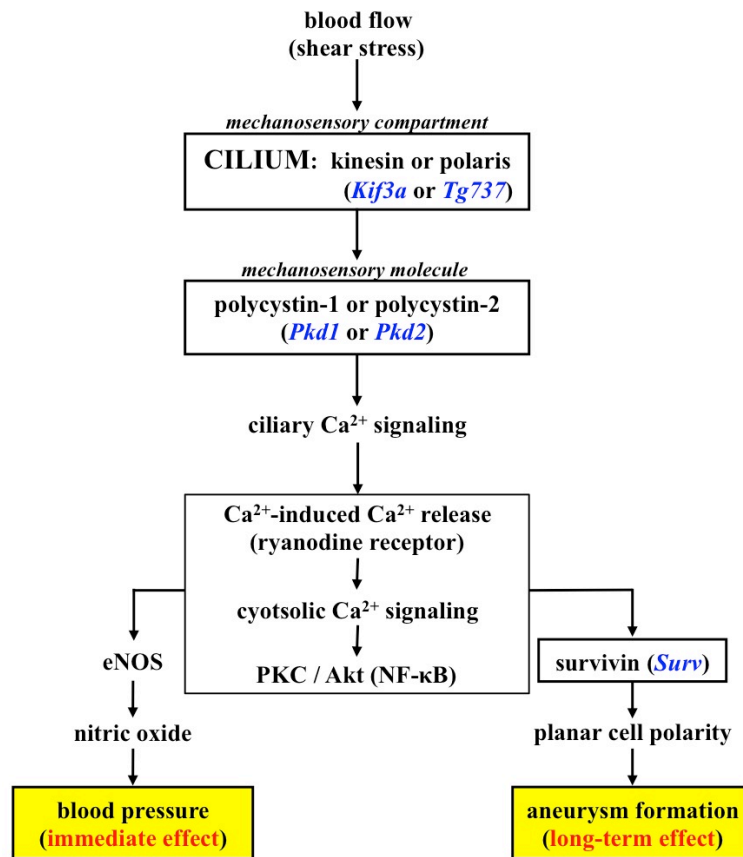 blood flow
(shear stress)
mechanosensory compartment
CILIUM: kinesin or polaris
(Kif3a or Tg737)
mechanosensory molecule
polycystin-1 or polycystin-2
(Pkd1 or Pkd2)
ciliary Ca²⁺ signaling
Ca²⁺-induced Ca²⁺ release
(ryanodine receptor)
cyotsolic Ca²⁺ signaling
PKC / Akt (NF-κB)
eNOS
nitric oxide
blood pressure
(immediate effect)
survivin (Surv)
planar cell polarity
aneurysm formation
(long-term effect)